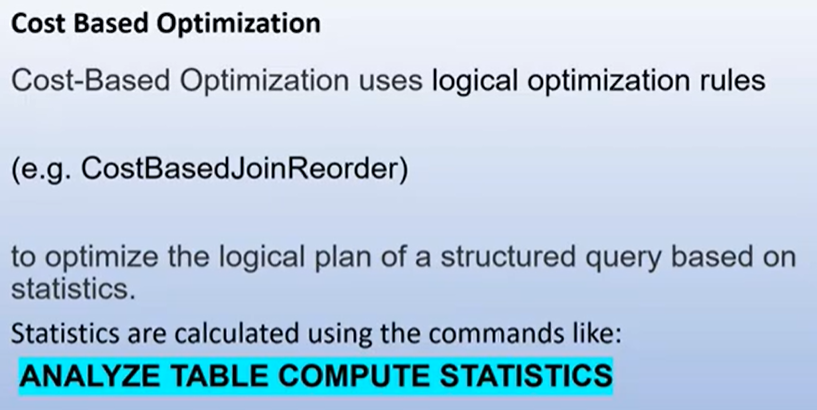 Cost Based Optimization
Cost-Based Optimization uses logical optimization rules
(e.g. CostBasedJoinReorder)
to optimize the logical plan of a structured query based on
statistics.
Statistics are calculated using the commands like:
ANALYZE TABLE COMPUTE STATISTICS